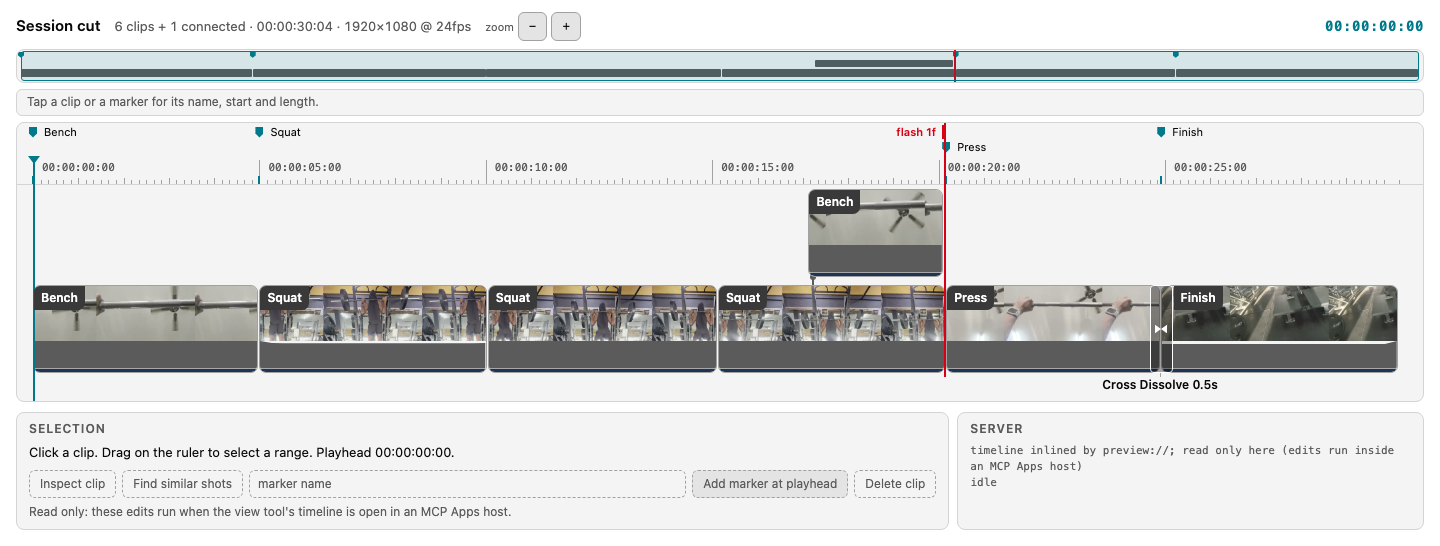 Session cut 6 clips + 1 connected · 00:00:30:04 · 1920×1080 @ 24fps zoom − + 00:00:00:00
Tap a clip or a marker for its name, start and length.
Bench Squat flash 1f Finish
Press
00:00:00:00 00:00:05:00 00:00:10:00 00:00:15:00 00:00:20:00 00:00:25:00
Bench
Bench Squat Squat Squat Press Finish
Cross Dissolve 0.5s
SELECTION
Click a clip. Drag on the ruler to select a range. Playhead 00:00:00:00.
Inspect clip Find similar shots marker name Add marker at playhead Delete clip
Read only: these edits run when the view tool's timeline is open in an MCP Apps host.
SERVER
timeline inlined by preview://; read only here (edits run inside
an MCP Apps host)
idle